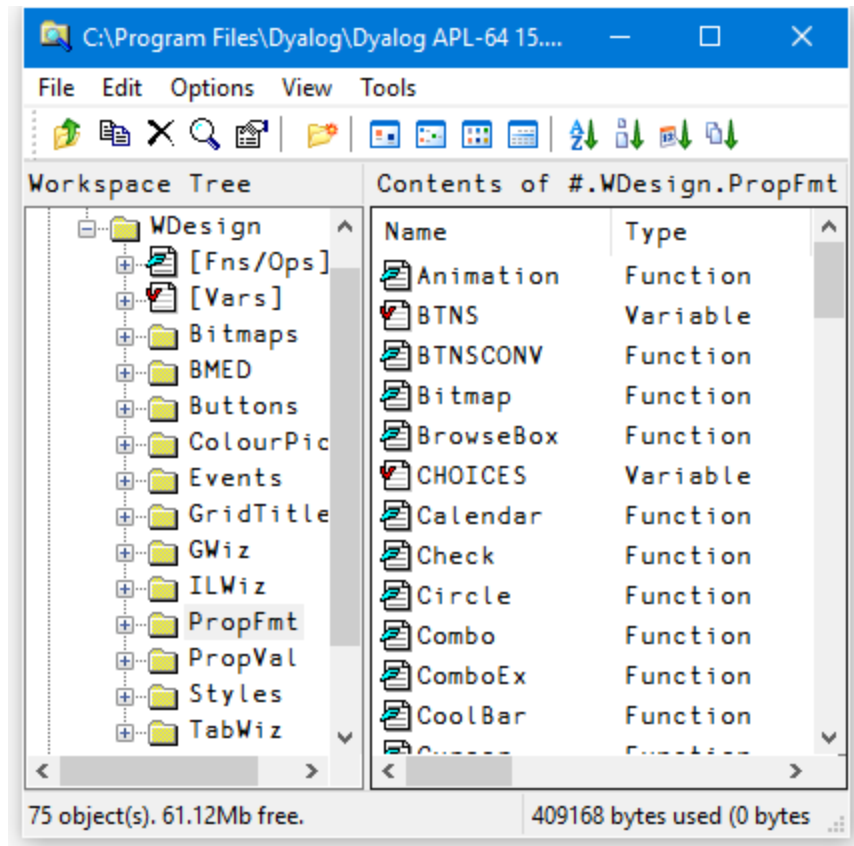 C:\Program Files\Dyalog\Dyalog APL-64 15....
File Edit Options View Tools
Workspace Tree
Contents of #.WDesign.PropFmt
WDesign
[Fns/Ops]
[Vars]
Bitmaps
BMED
Buttons
ColourPic
Events
GridTitle
GWiz
ILWiz
PropFmt
PropVal
Styles
TabWiz
Name Type
Animation Function
BTNS Variable
BTNSCONV Function
Bitmap Function
BrowseBox Function
CHOICES Variable
Calendar Function
Check Function
Circle Function
Combo Function
ComboEx Function
CoolBar Function
75 object(s). 61.12Mb free.
409168 bytes used (0 bytes